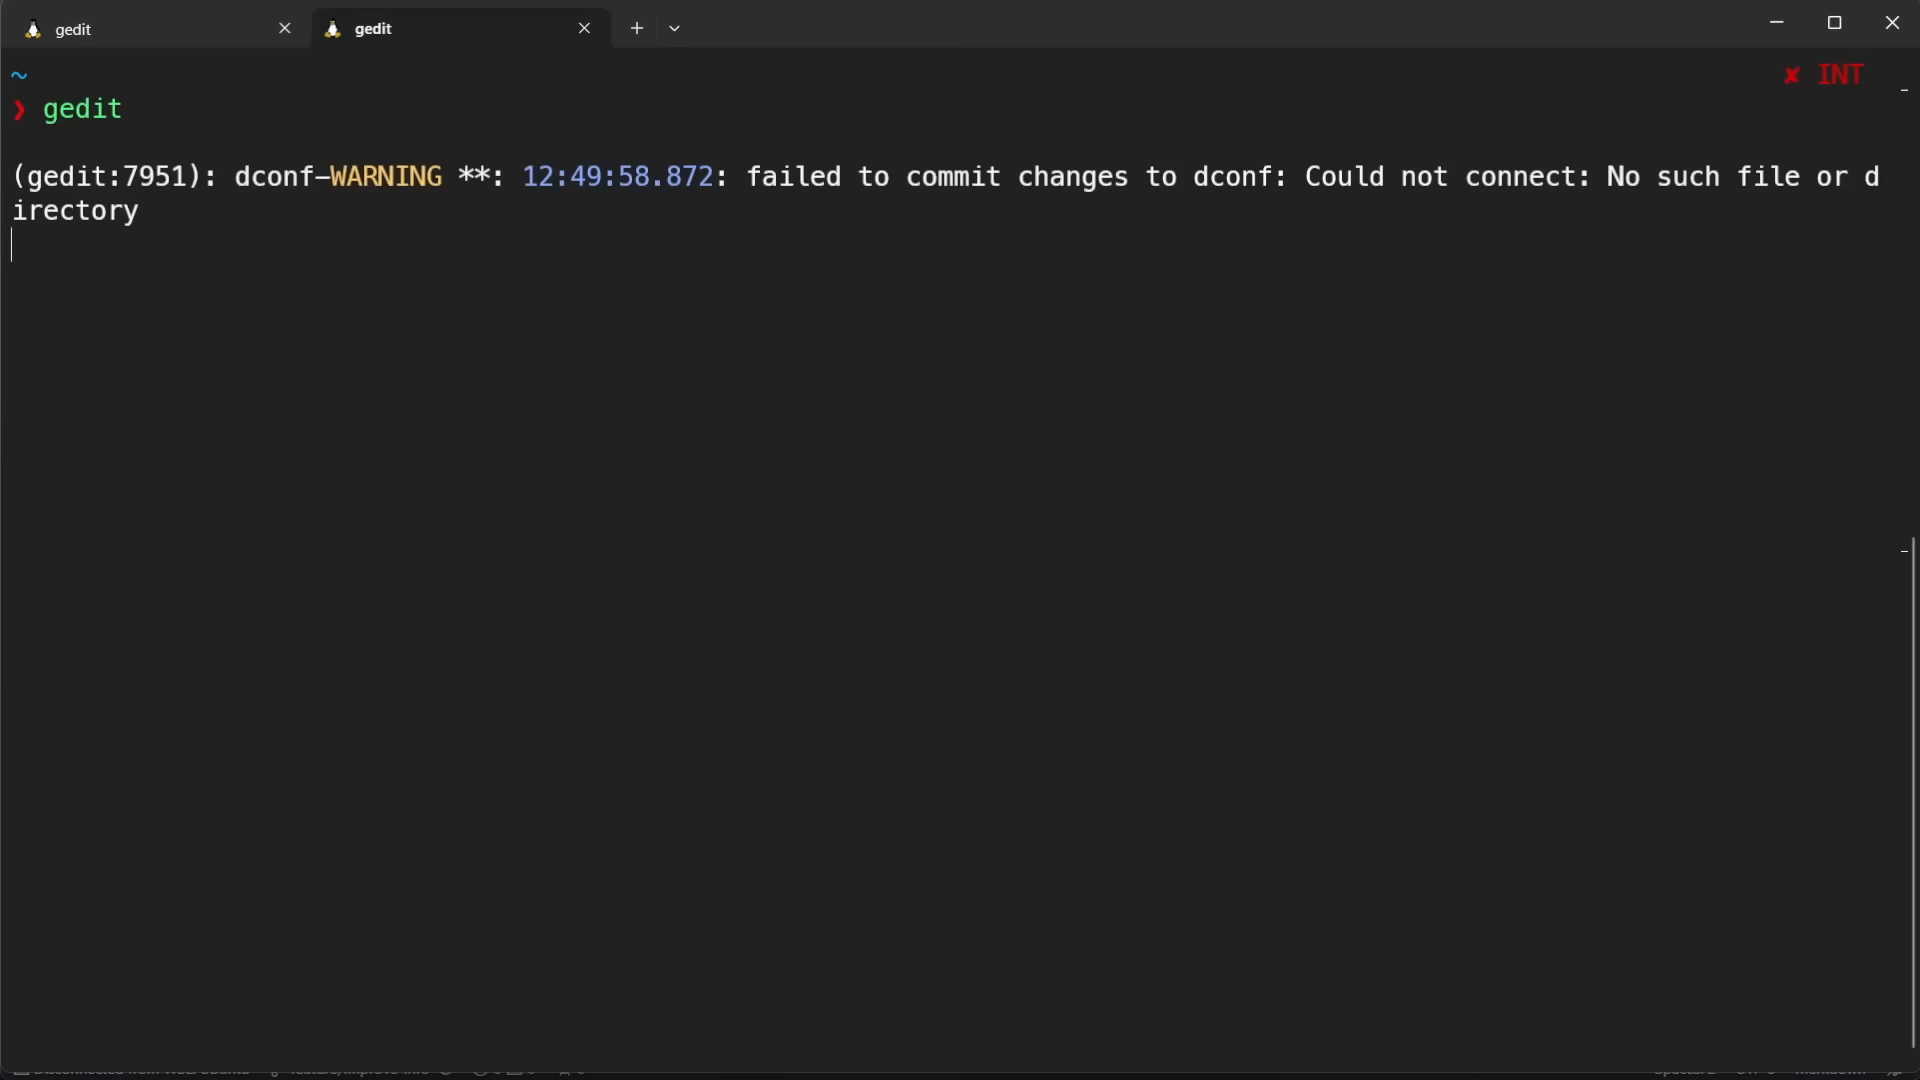 gedit
gedit
~
✘ INT
❯ gedit
(gedit:7951): dconf-WARNING **: 12:49:58.872: failed to commit changes to dconf: Could not connect: No such file or d
irectory